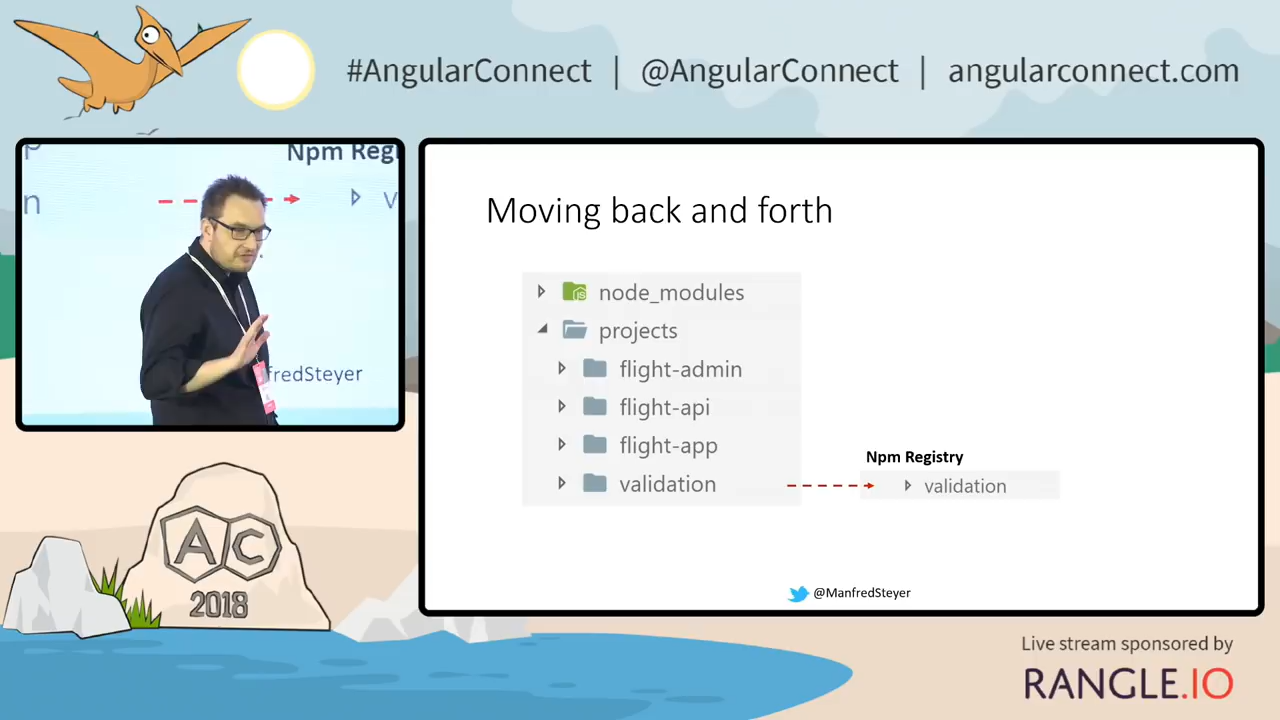 #AngularConnect | @AngularConnect | angularconnect.com
Npm Regi
n
fredSteyer
Moving back and forth
node_modules
projects
flight-admin
flight-api
flight-app
validation
Npm Registry
validation
@ManfredSteyer
AC
2018
Live stream sponsored by
RANGLE.IO